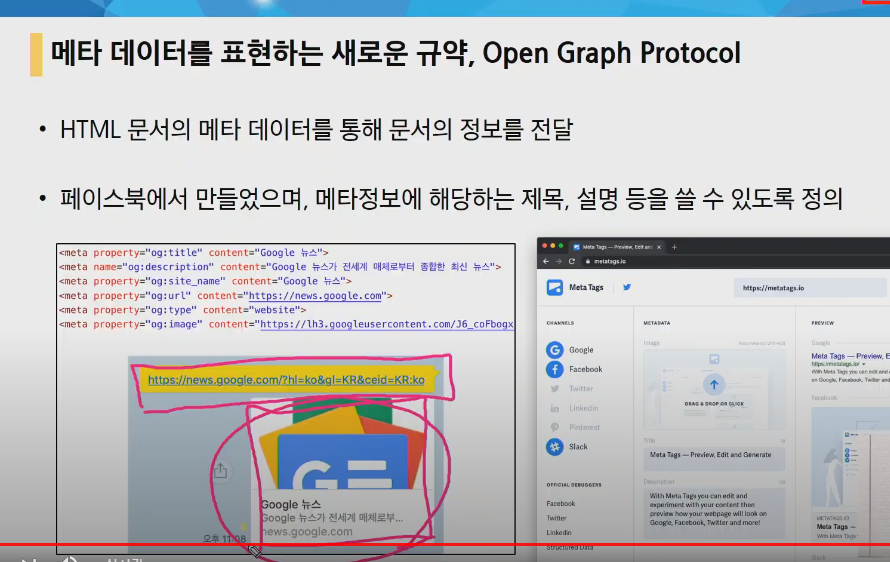 메타 데이터를 표현하는 새로운 규약, Open Graph Protocol
• HTML 문서의 메타 데이터를 통해 문서의 정보를 전달
• 페이스북에서 만들었으며, 메타정보에 해당하는 제목, 설명 등을 쓸 수 있도록 정의
<meta property="og:title" content="Google 뉴스">
<meta name="og:description" content="Google 뉴스가 전세계 매체로부터 종합한 최신 뉴스">
<meta property="og:site_name" content="Google 뉴스">
<meta property="og:url" content="https://news.google.com">
<meta property="og:type" content="website">
<meta property="og:image" content="https://lh3.googleusercontent.com/J6_coFbogx
https://news.google.com/?hl=ko&gl=KR&ceid=KR:ko
G
Google 뉴스
Google 뉴스가 전세계 매체로부...
news.google.com
오후 11:08
Meta Tags — Preview, Edit and
metatags.io
Meta Tags
https://metatags.io
CHANNELS
Google
Facebook
Twitter
Linkedin
Pinterest
Slack
OFFICIAL DEBUGGERS
Facebook
Twitter
Linkedin
Structured Data
METADATA
Image
DRAG & DROP OR CLICK
Title
Meta Tags — Preview, Edit and Generate
Description
With Meta Tags you can edit and
experiment with your content then
preview how your webpage will look on
Google, Facebook, Twitter and more!
PREVIEW
Google
Meta Tags — Preview, E
https://metatags.io/
With Meta Tags you can edit and
on Google, Facebook, Twitter and
Facebook
METATAGS.IO
Meta Tags —
With Meta Tags
Slack